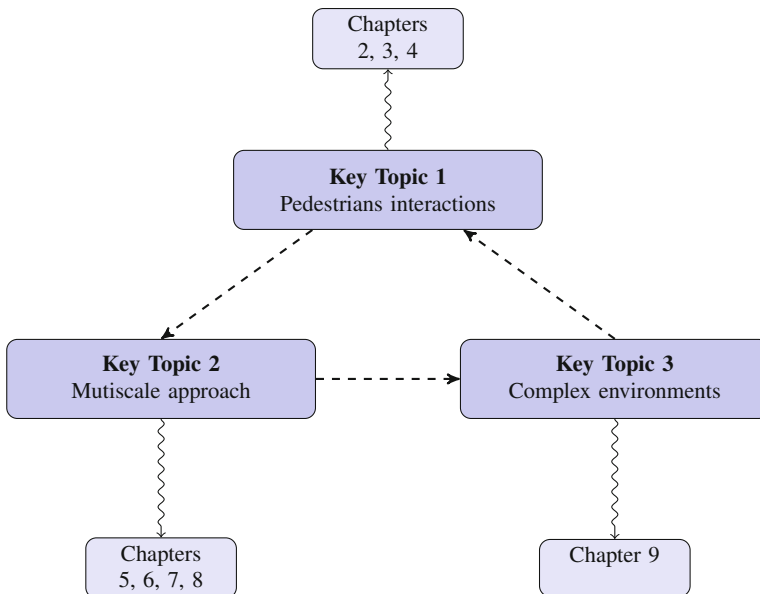 Chapters
2, 3, 4
Key Topic 1
Pedestrians interactions
Key Topic 2
Mutiscale approach
Key Topic 3
Complex environments
Chapters
5, 6, 7, 8
Chapter 9